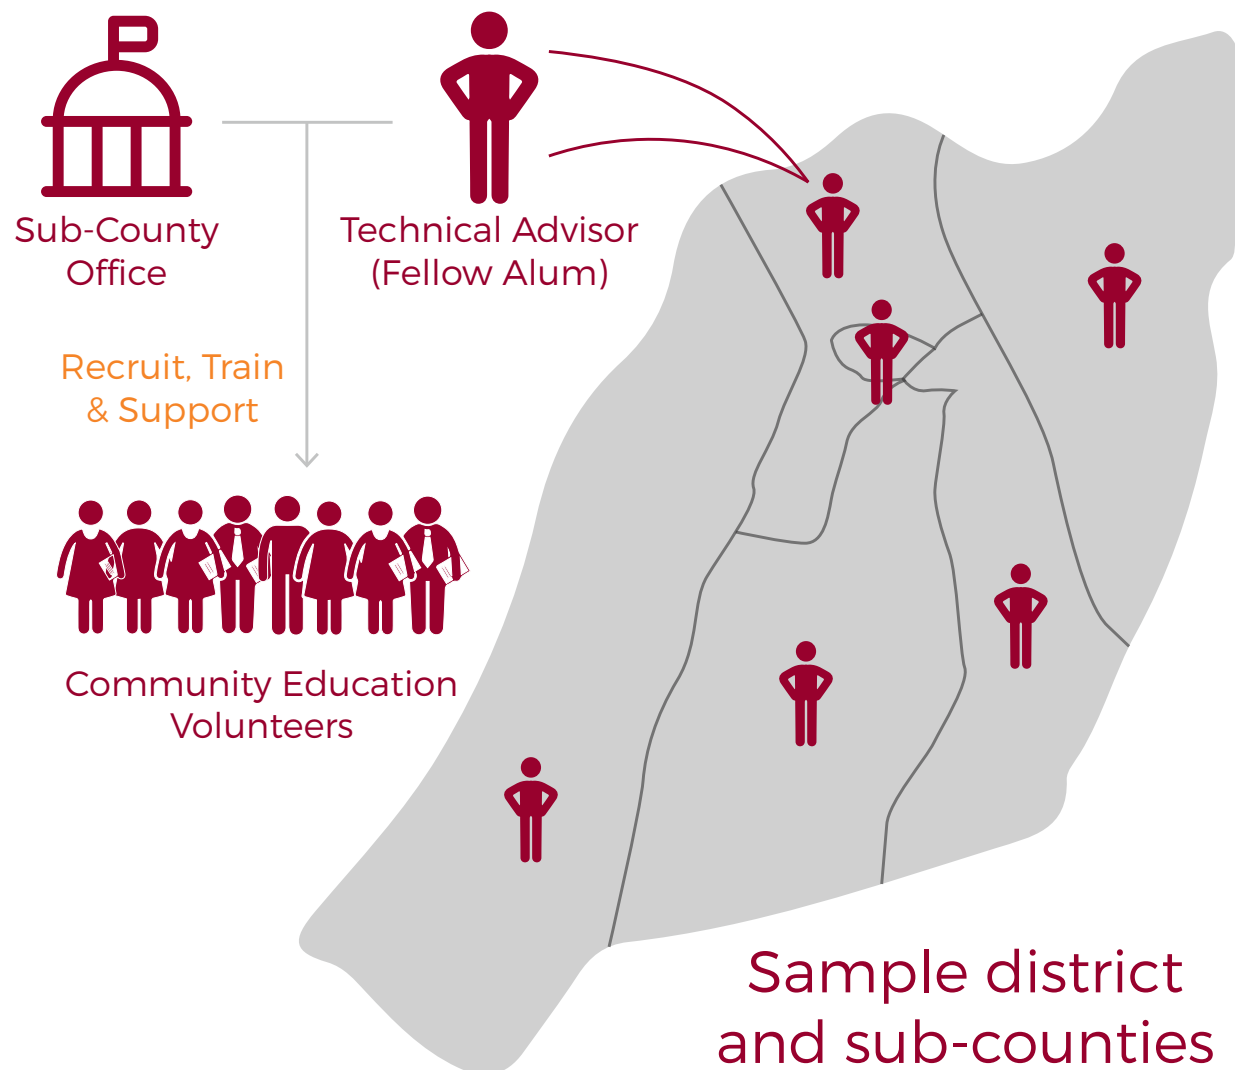 Sub-County
Office
Technical Advisor
(Fellow Alum)
Recruit, Train
& Support
Community Education
Volunteers
Sample district
and sub-counties